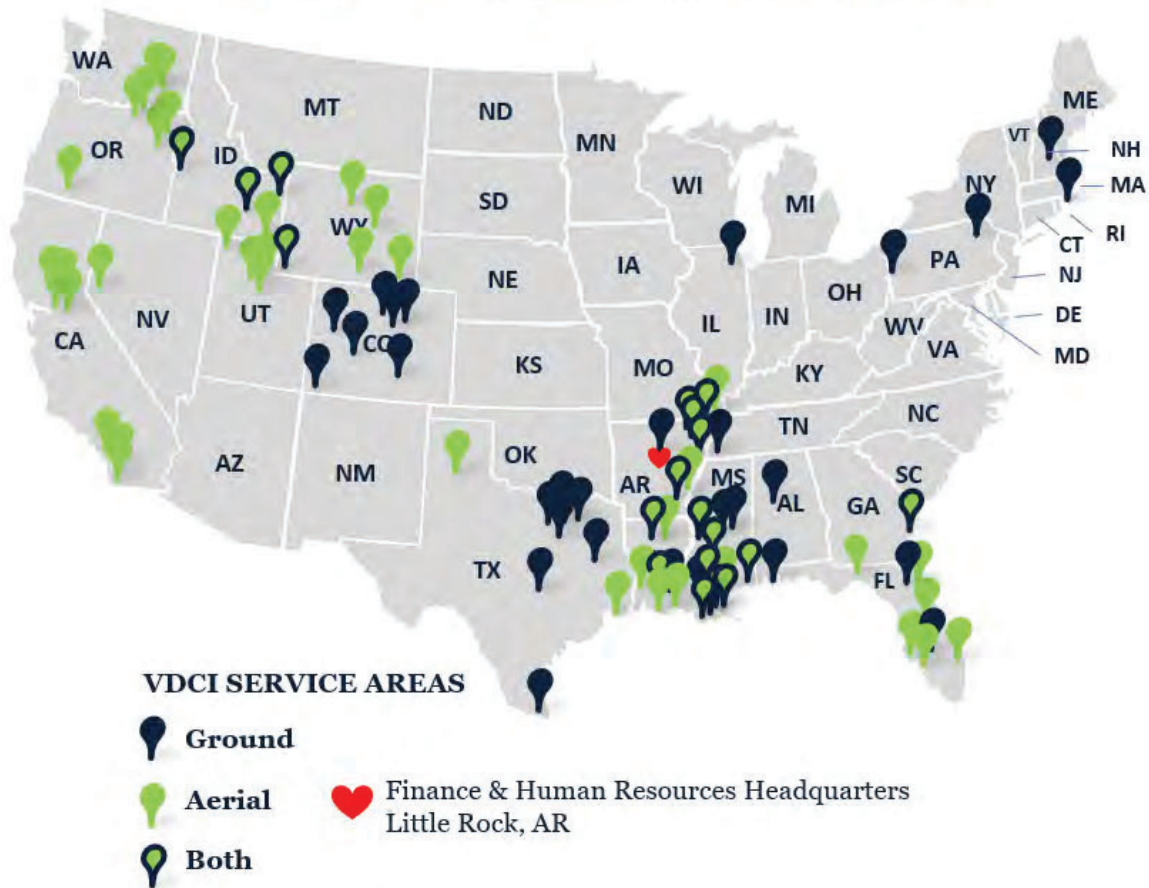 WA
MT
ND
MN
ME
VT
NH
OR
ID
WI
NY
MA
SD
MI
WY
RI
CT
IA
PA
NE
NJ
OH
NV
UT
IL
IN
DE
CA
CO
WV
MD
VA
KS
MO
KY
NC
TN
AZ
NM
OK
AR
MS
SC
AL
GA
TX
FL
VDCI SERVICE AREAS
Ground
Aerial
Finance & Human Resources Headquarters
Little Rock, AR
Both